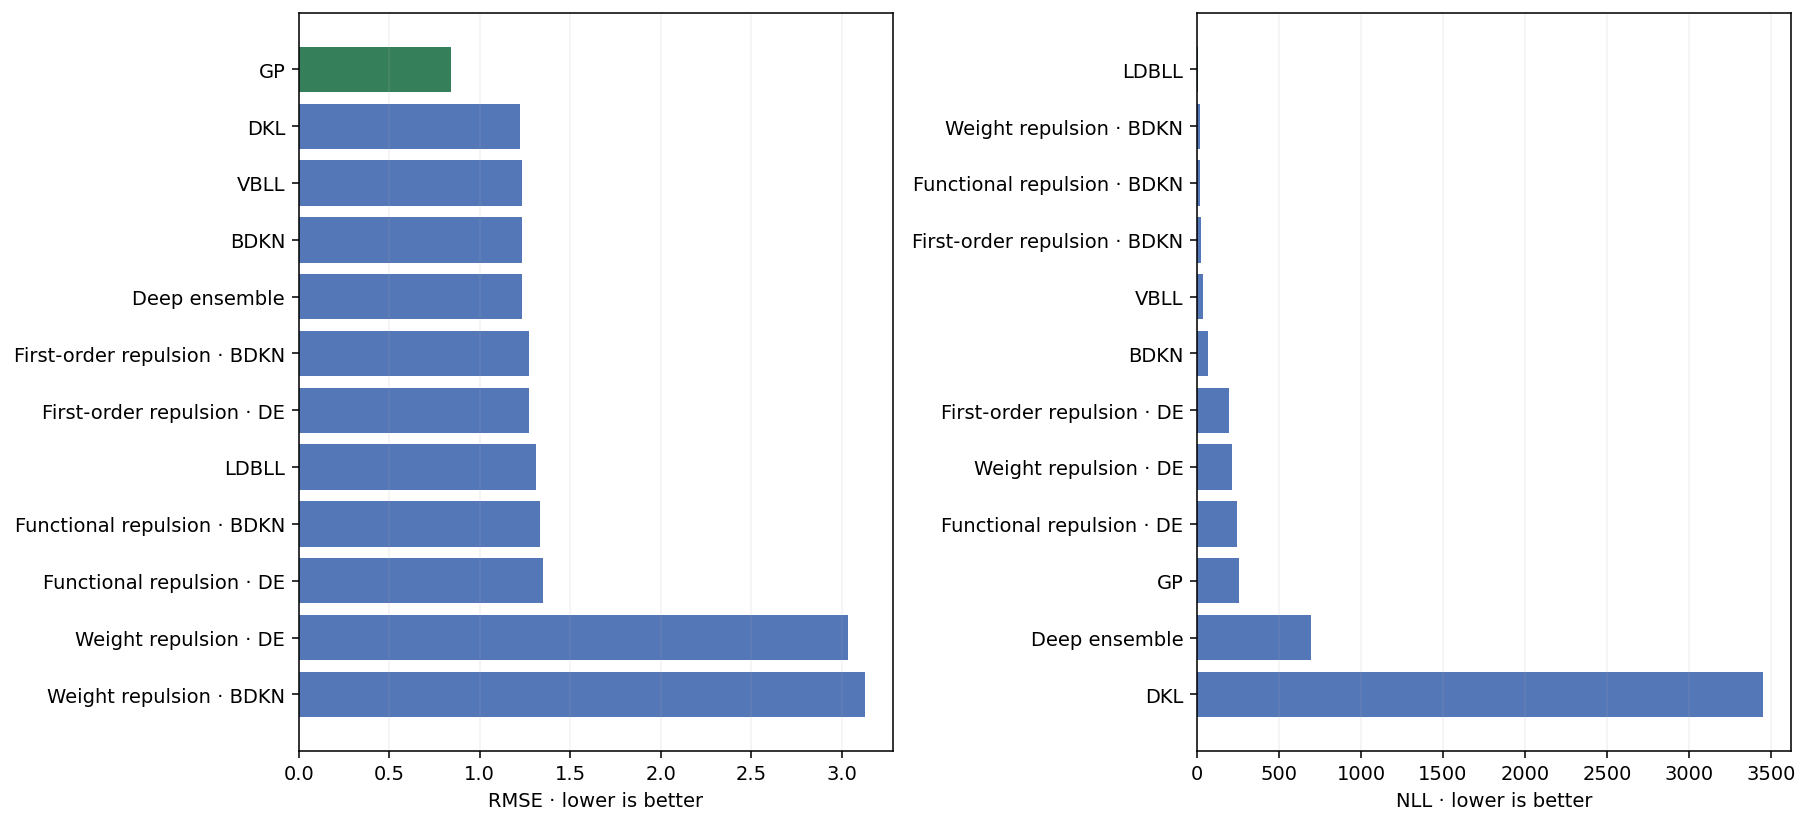 GP
DKL
VBLL
BDKN
Deep ensemble
First-order repulsion · BDKN
First-order repulsion · DE
LDBLL
Functional repulsion · BDKN
Functional repulsion · DE
Weight repulsion · DE
Weight repulsion · BDKN
0.0 0.5 1.0 1.5 2.0 2.5 3.0
RMSE · lower is better
LDBLL
Weight repulsion · BDKN
Functional repulsion · BDKN
First-order repulsion · BDKN
VBLL
BDKN
First-order repulsion · DE
Weight repulsion · DE
Functional repulsion · DE
GP
Deep ensemble
DKL
0 500 1000 1500 2000 2500 3000 3500
NLL · lower is better